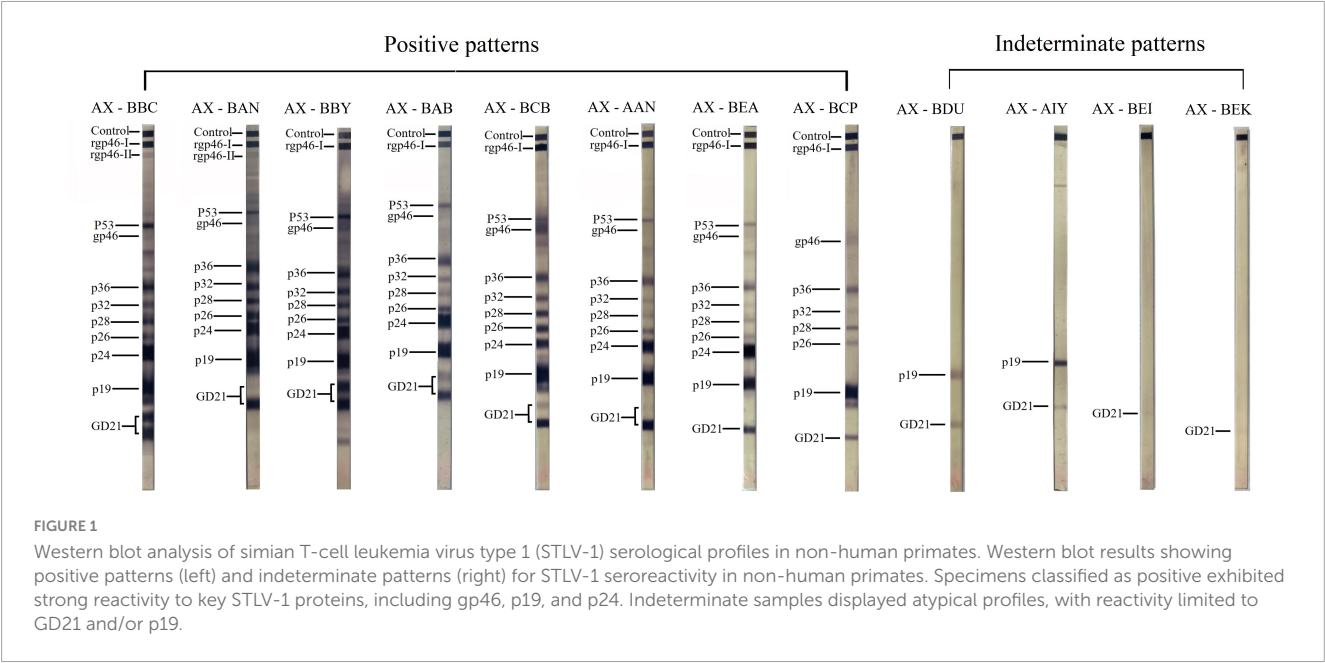 Positive patterns
Indeterminate patterns
AX - BBC
AX - BAN
AX - BBY
AX - BAB
AX - BCB
AX - AAN
AX - BEA
AX - BCP
AX - BDU
AX - AIY
AX - BEI
AX - BEK
Control
rgp46-I
rgp46-II
P53
gp46
p36
p32
p28
p26
p24
p19
GD21
Control
rgp46-I
rgp46-II
P53
gp46
p36
p32
p28
p26
p24
p19
GD21
Control
rgp46-I
P53
gp46
p36
p32
p28
p26
p24
p19
GD21
Control
rgp46-I
P53
gp46
p36
p32
p28
p26
p24
p19
GD21
Control
rgp46-I
P53
gp46
p36
p32
p28
p26
p24
p19
GD21
Control
rgp46-I
P53
gp46
p36
p32
p28
p26
p24
p19
GD21
Control
rgp46-I
P53
gp46
p36
p32
p28
p26
p24
p19
GD21
Control
rgp46-I
gp46
p36
p32
p28
p26
p19
GD21
p19
GD21
p19
GD21
GD21
GD21
FIGURE 1
Western blot analysis of simian T-cell leukemia virus type 1 (STLV-1) serological profiles in non-human primates. Western blot results showing
positive patterns (left) and indeterminate patterns (right) for STLV-1 seroreactivity in non-human primates. Specimens classified as positive exhibited
strong reactivity to key STLV-1 proteins, including gp46, p19, and p24. Indeterminate samples displayed atypical profiles, with reactivity limited to
GD21 and/or p19.